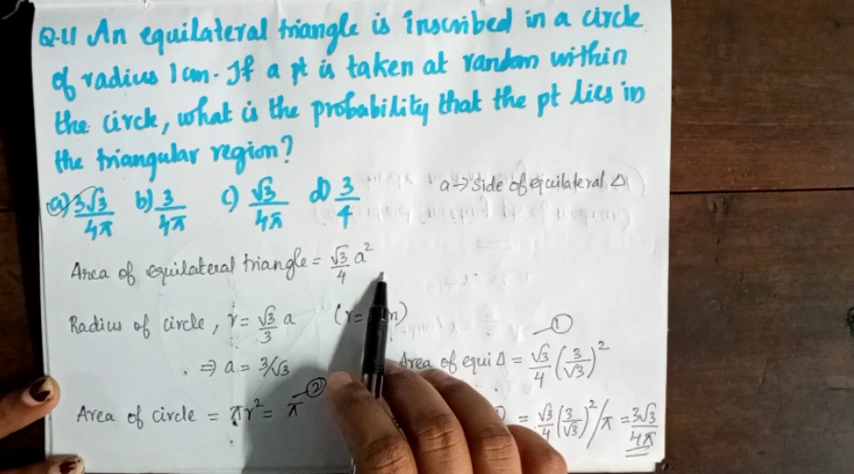 Q-11 An equilateral triangle is inscribed in a circle
of radius 1 cm. If a pt is taken at random within
the circle, what is the probability that the pt lies in
the triangular region?
a) 3√3/4π b) 3/4π c) √3/4π d) 3/4
a→side of equilateral Δ
Area of equilateral triangle = √3/4 a²
Radius of circle, r = √3/3 a (r=
⇒ a = 3/√3
Area of equi Δ = √3/4 (3/√3)² ①
Area of circle = πr² = π ②
= √3/4 (3/√3)²/π = 3√3/4π